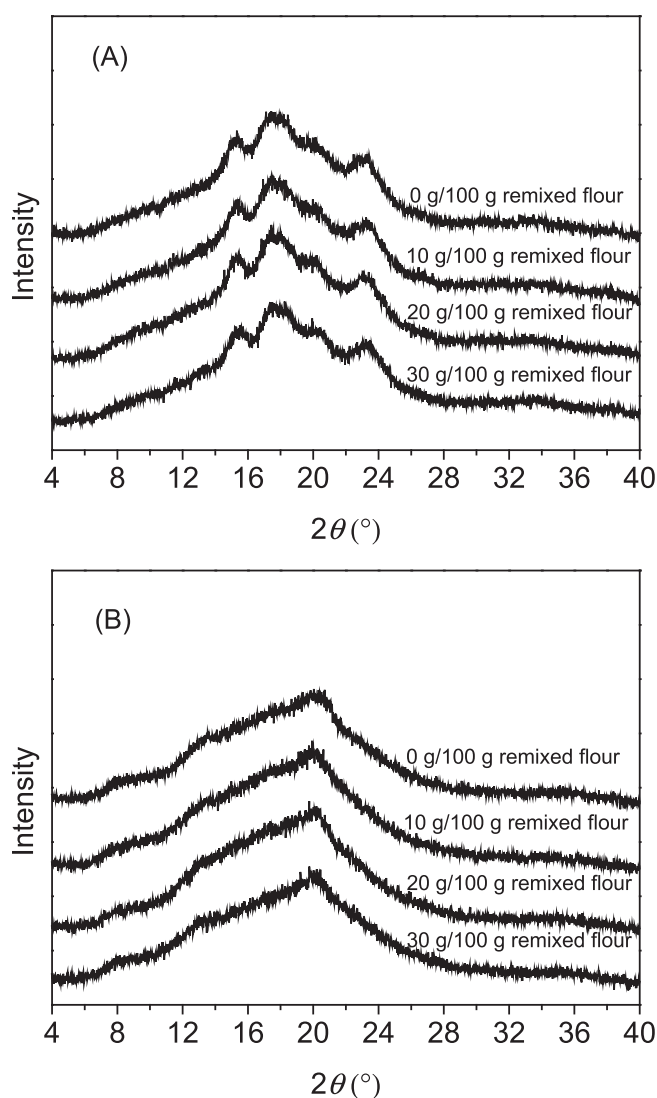 (A)
Intensity
0 g/100 g remixed flour
10 g/100 g remixed flour
20 g/100 g remixed flour
30 g/100 g remixed flour
4 8 12 16 20 24 28 32 36 40
2θ (°)
(B)
Intensity
0 g/100 g remixed flour
10 g/100 g remixed flour
20 g/100 g remixed flour
30 g/100 g remixed flour
4 8 12 16 20 24 28 32 36 40
2θ (°)